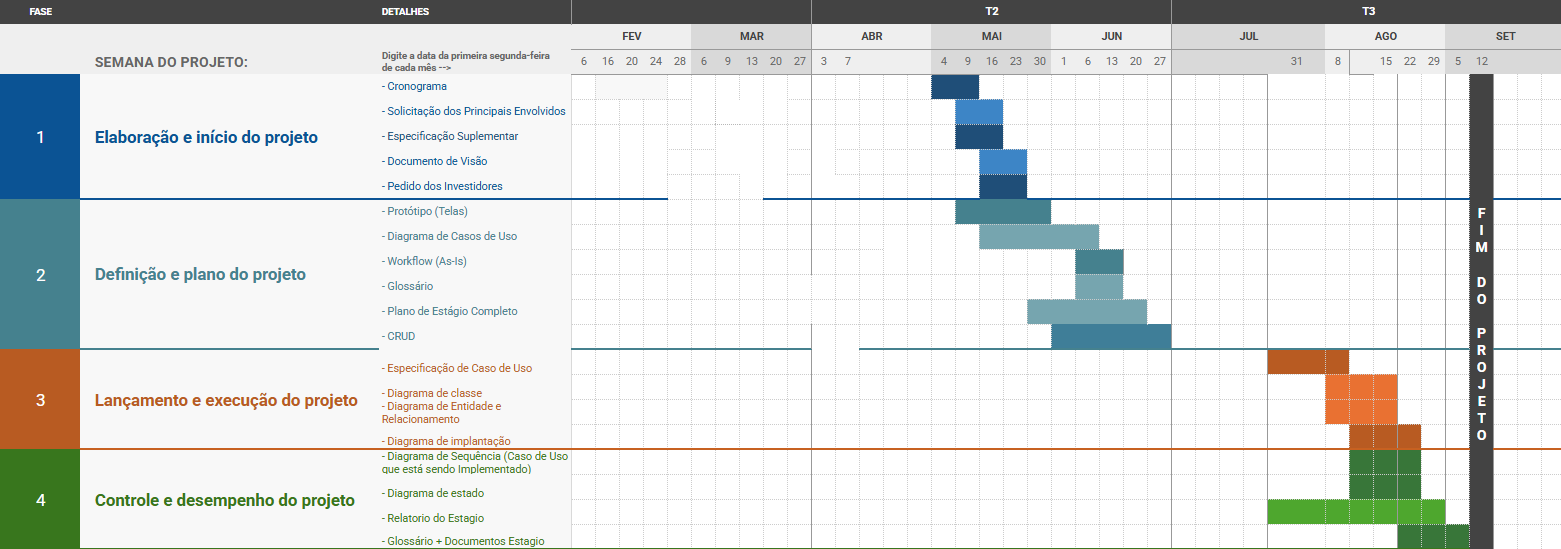 FASE DETALHES T2 T3
FEV MAR ABR MAI JUN JUL AGO SET
SEMANA DO PROJETO:
Digite a data da primeira segunda-feira
de cada mês -->
6 16 20 24 28 6 9 13 20 27 3 7 4 9 16 23 30 1 6 13 20 27 31 8 15 22 29 5 12
1
Elaboração e início do projeto
- Cronograma
- Solicitação dos Principais Envolvidos
- Especificação Suplementar
- Documento de Visão
- Pedido dos Investidores
2
Definição e plano do projeto
- Protótipo (Telas)
- Diagrama de Casos de Uso
- Workflow (As-Is)
- Glossário
- Plano de Estágio Completo
- CRUD
3
Lançamento e execução do projeto
- Especificação de Caso de Uso
- Diagrama de classe
- Diagrama de Entidade e
Relacionamento
- Diagrama de implantação
4
Controle e desempenho do projeto
- Diagrama de Sequência (Caso de Uso
que está sendo Implementado)
- Diagrama de estado
- Relatorio do Estagio
- Glossário + Documentos Estagio
FIM DO PROJETO